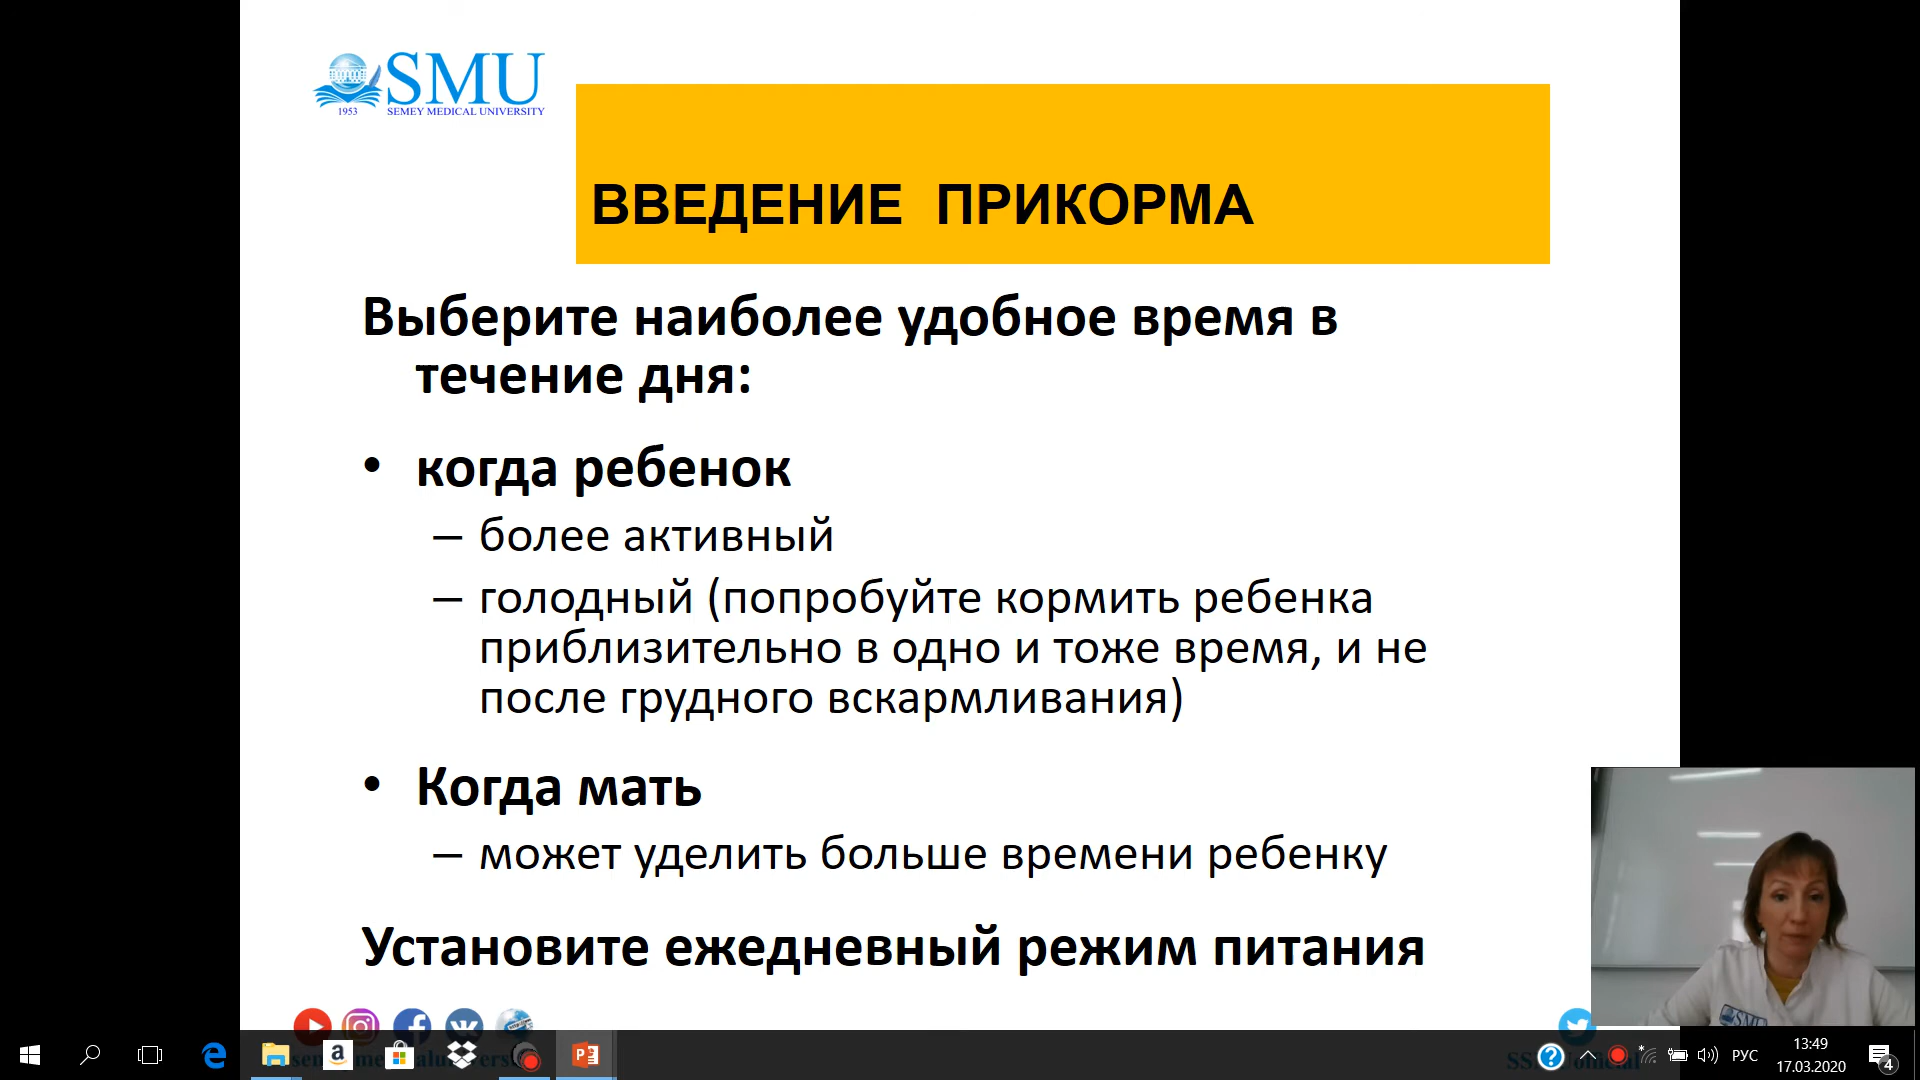 SMU
1953 SEMEY MEDICAL UNIVERSITY
ВВЕДЕНИЕ ПРИКОРМА
Выберите наиболее удобное время в
течение дня:
• когда ребенок
– более активный
– голодный (попробуйте кормить ребенка
приблизительно в одно и тоже время, и не
после грудного вскармливания)
• Когда мать
– может уделить больше времени ребенку
Установите ежедневный режим питания
SMU
РУС
13:49
17.03.2020
4